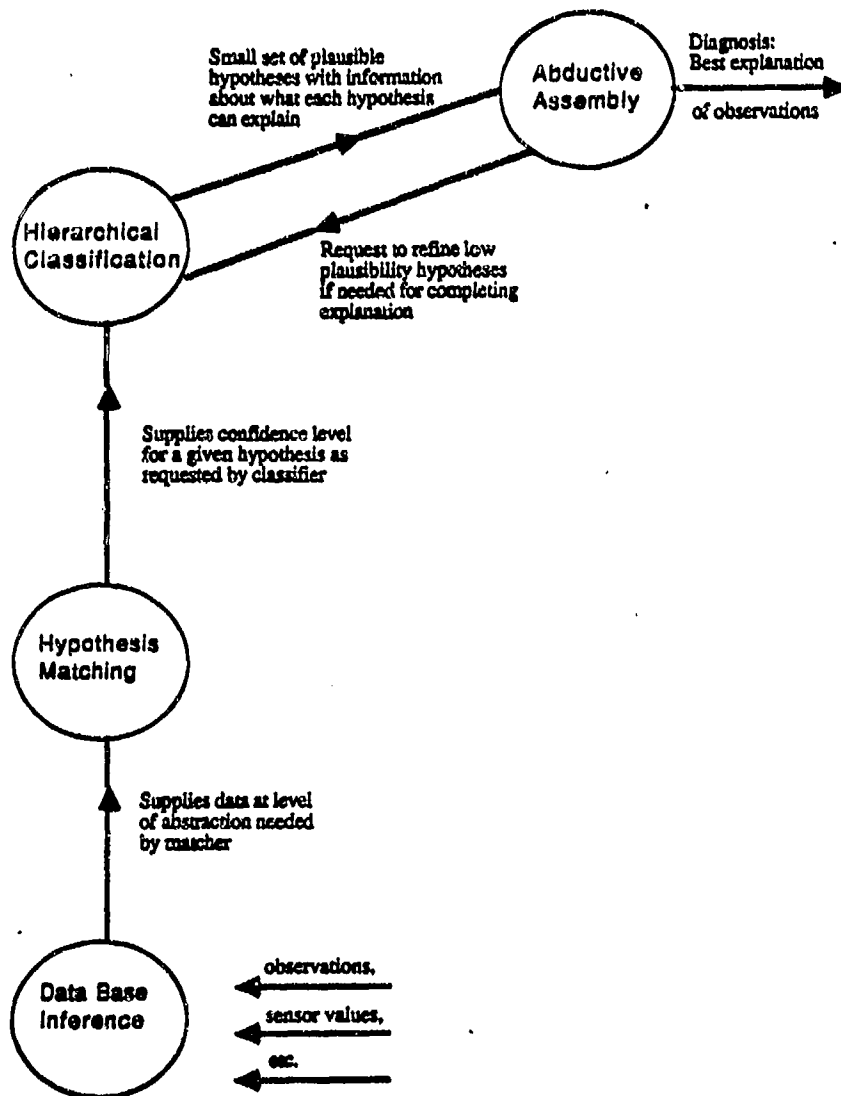 Small set of plausible
hypotheses with information
about what each hypothesis
can explain
Abductive
Assembly
Diagnosis:
Best explanation
of observations
Hierarchical
Classification
Request to refine low
plausibility hypotheses
if needed for completing
explanation
Supplies confidence level
for a given hypothesis as
requested by classifier
Hypothesis
Matching
Supplies data at level
of abstraction needed
by matcher
Data Base
Inference
observations,
sensor values,
etc.